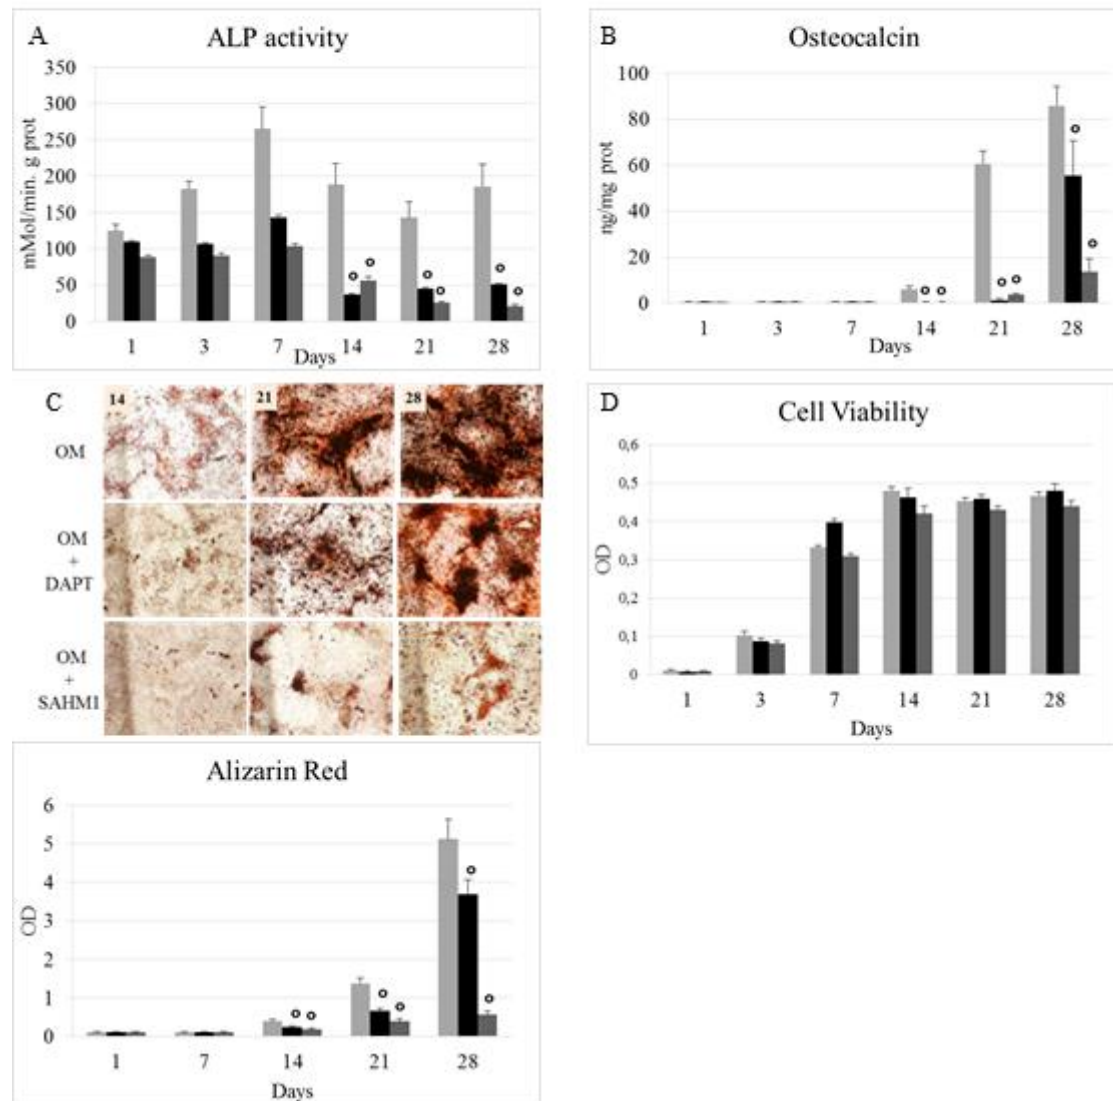 A
ALP activity
350
300
250
200
150
100
50
0
mMol/min. g prot
1 3 7 14 21 28
Days
B
Osteocalcin
100
80
60
40
20
0
ng/mg prot
1 3 7 14 21 28
Days
C
14 21 28
OM
OM
+
DAPT
OM
+
SAHM1
D
Cell Viability
0,6
0,5
0,4
0,3
0,2
0,1
0
OD
1 3 7 14 21 28
Days
Alizarin Red
6
5
4
3
2
1
0
OD
1 7 14 21 28
Days